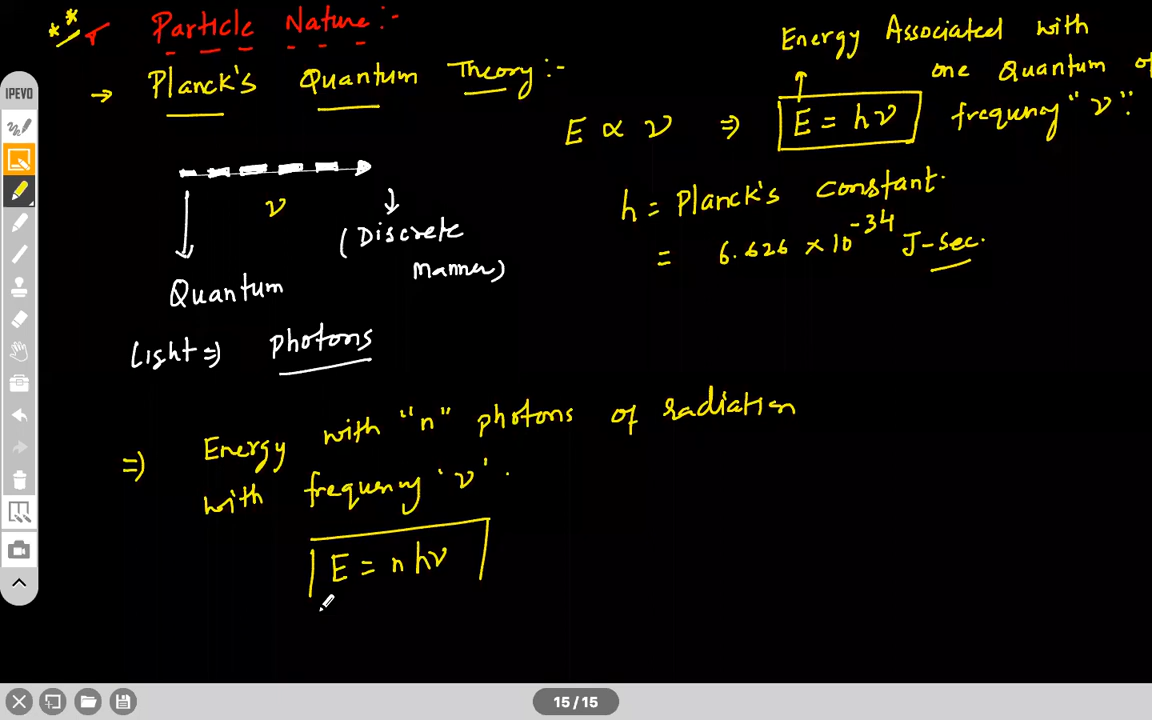 ** Particle Nature :-
→ Planck's Quantum Theory :-
Energy Associated with
one Quantum of
frequency "ν".
E ∝ ν ⇒ E = hν
h = Planck's constant.
= 6.626 × 10^-34 J-sec.
ν
(Discrete
manner)
Quantum
Light ⇒ photons
⇒ Energy with "n" photons of radiation
with frequency 'ν'.
E = nhν
IPEVO
15 / 15